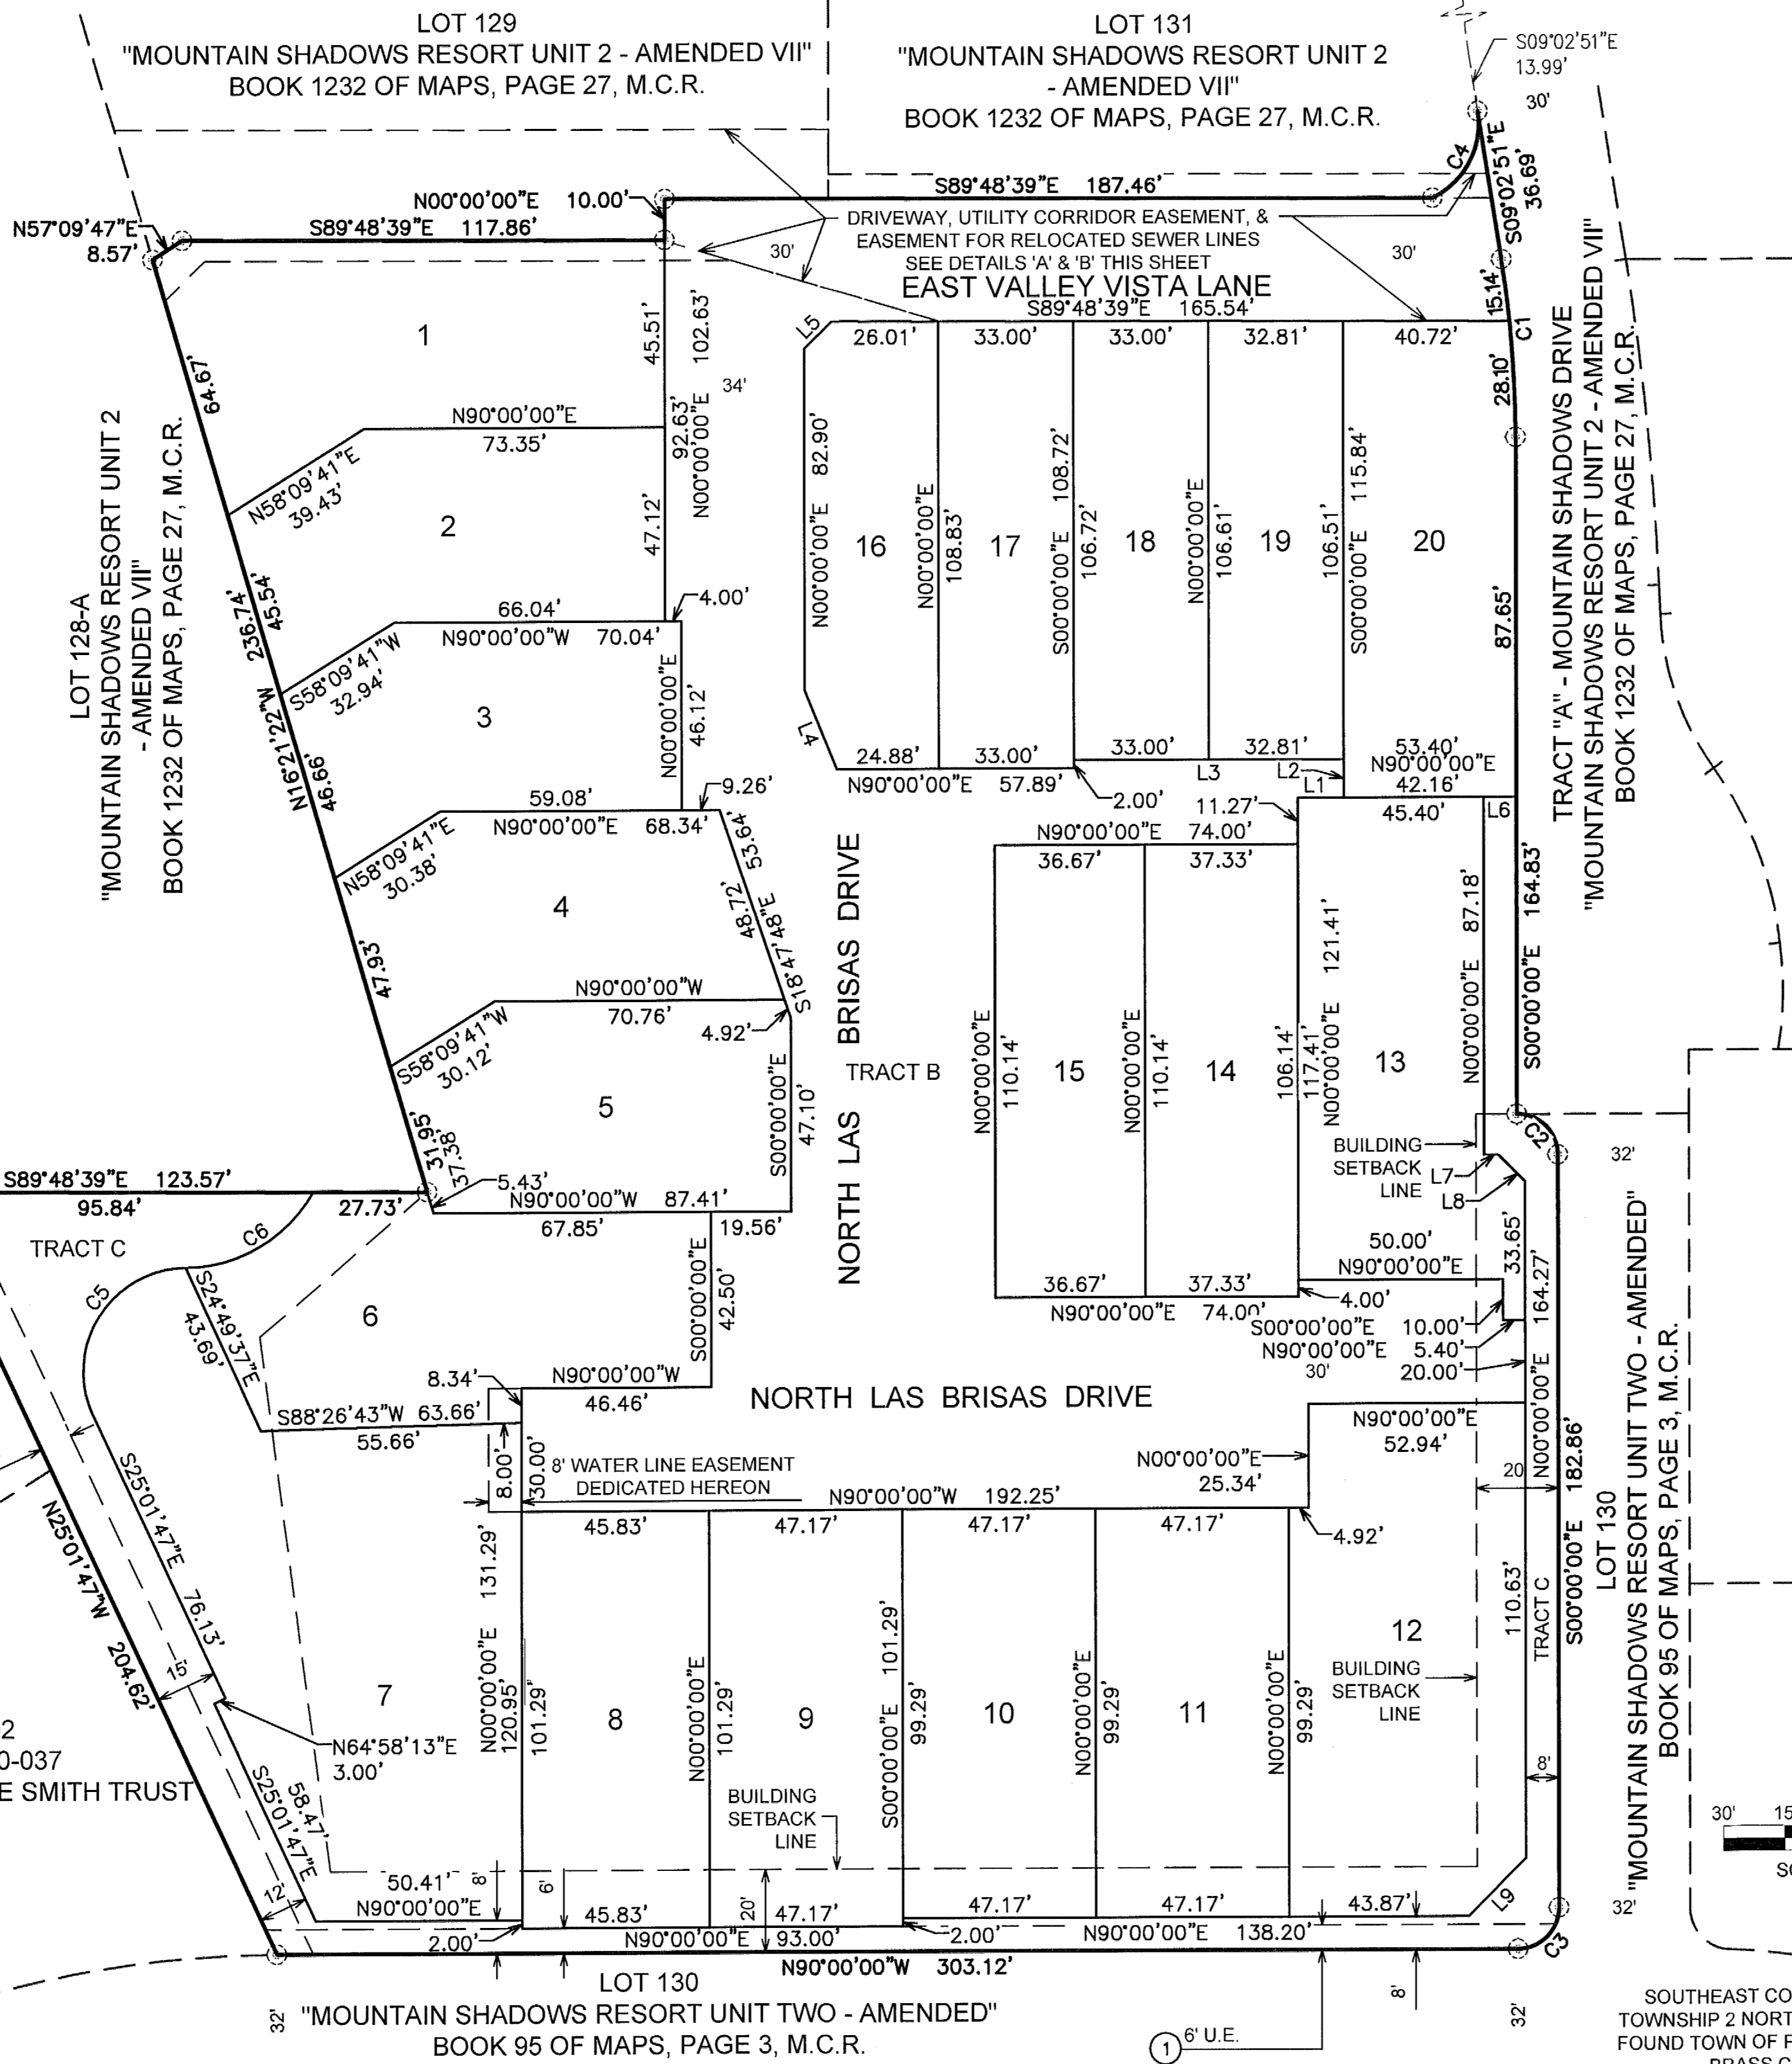 LOT 129
"MOUNTAIN SHADOWS RESORT UNIT 2 - AMENDED VII"
BOOK 1232 OF MAPS, PAGE 27, M.C.R.
LOT 131
"MOUNTAIN SHADOWS RESORT UNIT 2
- AMENDED VII"
BOOK 1232 OF MAPS, PAGE 27, M.C.R.
S09°02'51"E
13.99'
30'
C4
S09°02'51"E
36.69'
N00°00'00"E 10.00'
S89°48'39"E 187.46'
N57°09'47"E
8.57'
S89°48'39"E 117.86'
DRIVEWAY, UTILITY CORRIDOR EASEMENT, &
EASEMENT FOR RELOCATED SEWER LINES
SEE DETAILS 'A' & 'B' THIS SHEET
30'
30'
EAST VALLEY VISTA LANE
S89°48'39"E 165.54'
15.14'
C1
28.10'
L5
26.01'
33.00'
33.00'
32.81'
40.72'
1
45.51'
102.63'
34'
64.67'
N90°00'00"E
73.35'
92.63'
N00°00'00"E
N58°09'41"E
39.43'
2
47.12'
LOT 128-A
"MOUNTAIN SHADOWS RESORT UNIT 2
- AMENDED VII"
BOOK 1232 OF MAPS, PAGE 27, M.C.R.
N00°00'00"E 82.90'
16
N00°00'00"E
108.83'
17
S00°00'00"E 108.72'
106.72'
18
N00°00'00"E
106.61'
19
106.51'
S00°00'00"E 115.84'
20
87.65'
TRACT "A" - MOUNTAIN SHADOWS DRIVE
"MOUNTAIN SHADOWS RESORT UNIT 2 - AMENDED VII"
BOOK 1232 OF MAPS, PAGE 27, M.C.R.
236.74'
45.54'
66.04'
4.00'
N90°00'00"W 70.04'
S58°09'41"W
32.94'
3
N00°00'00"E
46.12'
N16°21'22"W
46.66'
L4
24.88'
33.00'
33.00'
32.81'
53.40'
N90°00'00"E
N90°00'00"E 57.89'
L3
L2
L1
42.16'
2.00'
59.08'
9.26'
N90°00'00"E 68.34'
N58°09'41"E
30.38'
4
53.64'
48.72'
S18°47'48"E
11.27'
45.40'
L6
N90°00'00"E 74.00'
36.67'
37.33'
47.93'
N90°00'00"W
70.76'
4.92'
S58°09'41"W
30.12'
5
S00°00'00"E
47.10'
NORTH LAS BRISAS DRIVE
TRACT B
N00°00'00"E
110.14'
15
N00°00'00"E
110.14'
14
106.14'
117.41'
N00°00'00"E 121.41'
13
N00°00'00"E 87.18'
S00°00'00"E 164.83'
C2
32'
BUILDING
SETBACK
LINE
L7
L8
31.95'
37.38'
5.43'
S89°48'39"E 123.57'
95.84'
27.73'
N90°00'00"W 87.41'
67.85'
19.56'
TRACT C
C6
C5
S24°49'37"E
43.69'
6
S00°00'00"E
42.50'
36.67'
37.33'
N90°00'00"E 74.00'
50.00'
N90°00'00"E
4.00'
33.65'
164.27'
S00°00'00"E 10.00'
N90°00'00"E 5.40'
30'
20.00'
N00°00'00"E
8.34'
N90°00'00"W
46.46'
S88°26'43"W 63.66'
55.66'
NORTH LAS BRISAS DRIVE
N90°00'00"E
52.94'
N00°00'00"E
25.34'
20
8.00'
30.00'
8' WATER LINE EASEMENT
DEDICATED HEREON
N90°00'00"W 192.25'
45.83'
47.17'
47.17'
47.17'
4.92'
S25°01'47"E 76.13'
N25°01'47"W 204.62'
15'
7
N64°58'13"E
3.00'
S25°01'47"E
58.47'
12'
N00°00'00"E 131.29'
120.95'
101.29'
8
N00°00'00"E
101.29'
9
S00°00'00"E 101.29'
99.29'
10
N00°00'00"E
99.29'
11
N00°00'00"E
99.29'
12
BUILDING
SETBACK
LINE
110.63'
TRACT C
8'
S00°00'00"E 182.86'
LOT 130
"MOUNTAIN SHADOWS RESORT UNIT TWO - AMENDED"
BOOK 95 OF MAPS, PAGE 3, M.C.R.
2
0-037
E SMITH TRUST
BUILDING
SETBACK
LINE
50.41'
N90°00'00"E
8'
6'
20'
2.00'
45.83'
47.17'
N90°00'00"E 93.00'
2.00'
47.17'
47.17'
43.87'
N90°00'00"E 138.20'
L9
C3
32'
N90°00'00"W 303.12'
LOT 130
"MOUNTAIN SHADOWS RESORT UNIT TWO - AMENDED"
BOOK 95 OF MAPS, PAGE 3, M.C.R.
32'
1
6' U.E.
8'
32'
30'
15
SOUTHEAST CO
TOWNSHIP 2 NORT
FOUND TOWN OF P